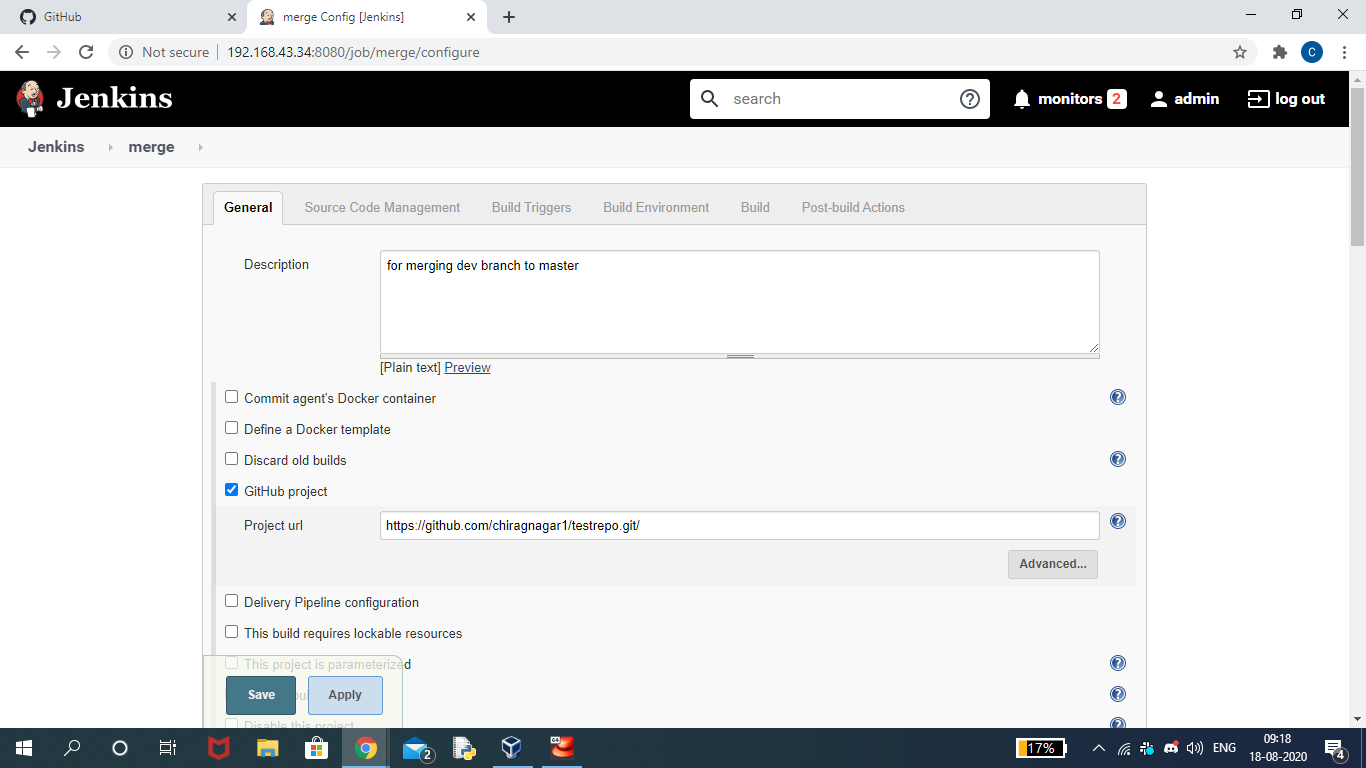 GitHub
merge Config [Jenkins]
Not secure
192.168.43.34:8080/job/merge/configure
C
Jenkins
search
monitors 2
admin
log out
Jenkins
merge
General
Source Code Management
Build Triggers
Build Environment
Build
Post-build Actions
Description
for merging dev branch to master
[Plain text] Preview
Commit agent's Docker container
Define a Docker template
Discard old builds
GitHub project
Project url
https://github.com/chiragnagar1/testrepo.git/
Advanced...
Delivery Pipeline configuration
This build requires lockable resources
This project is parameterized
Save
Apply
Disable this project
2
17%
ENG
09:18
18-08-2020
4